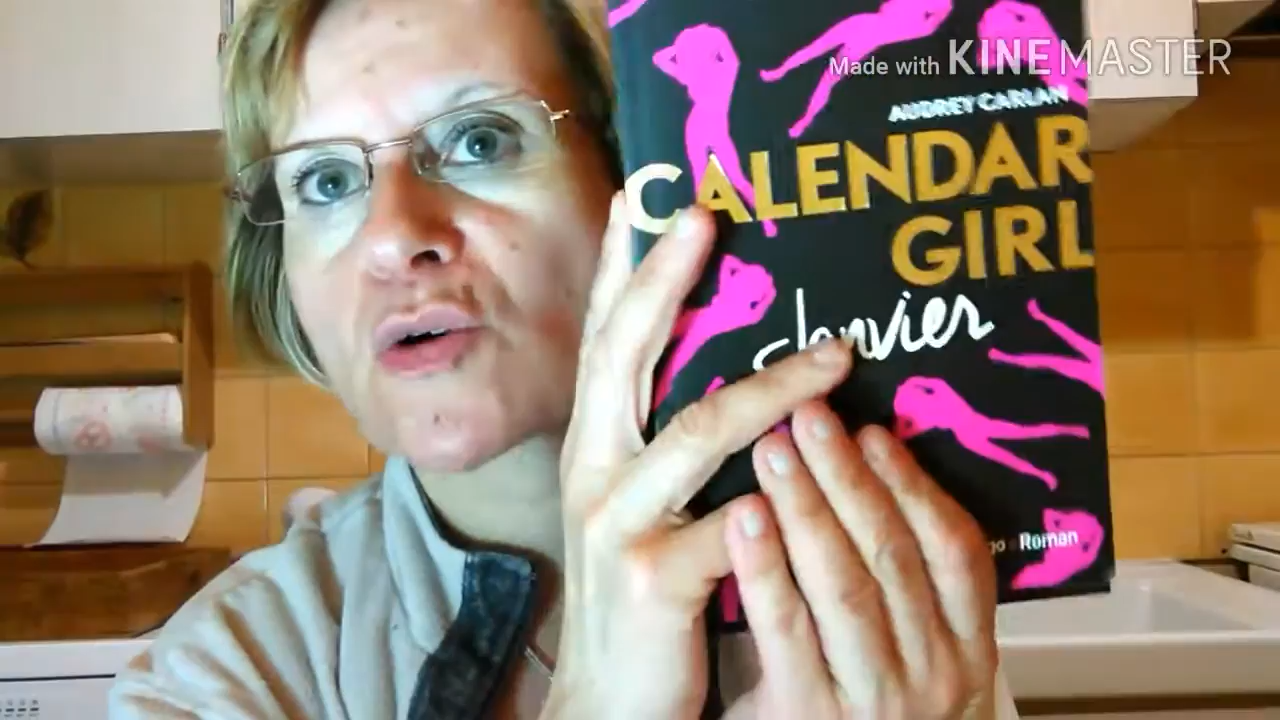 Made with KINEMASTER
AUDREY CARLAN
CALENDAR
GIRL
Janvier
Roman